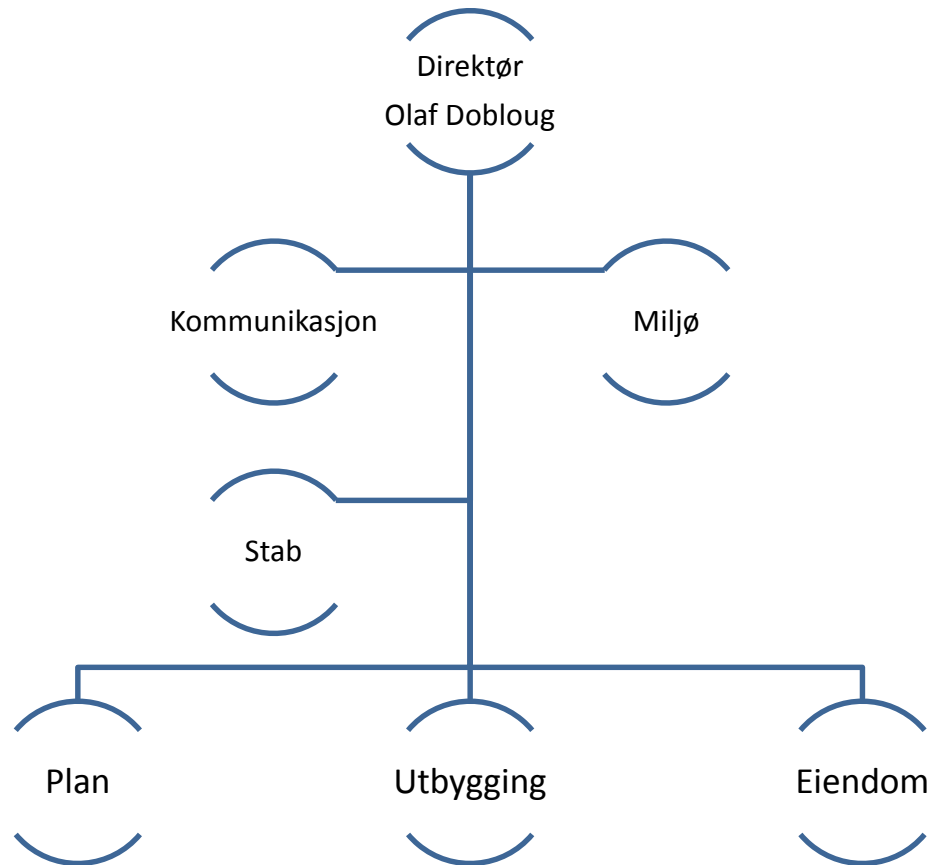 Direktør
Olaf Dobloug
Kommunikasjon
Miljø
Stab
Plan
Utbygging
Eiendom